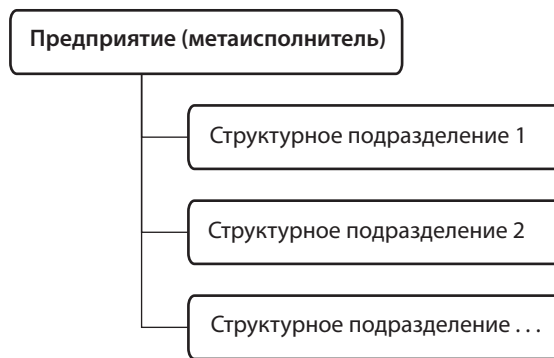 Предприятие (метаисполнитель)
Структурное подразделение 1
Структурное подразделение 2
Структурное подразделение . . .